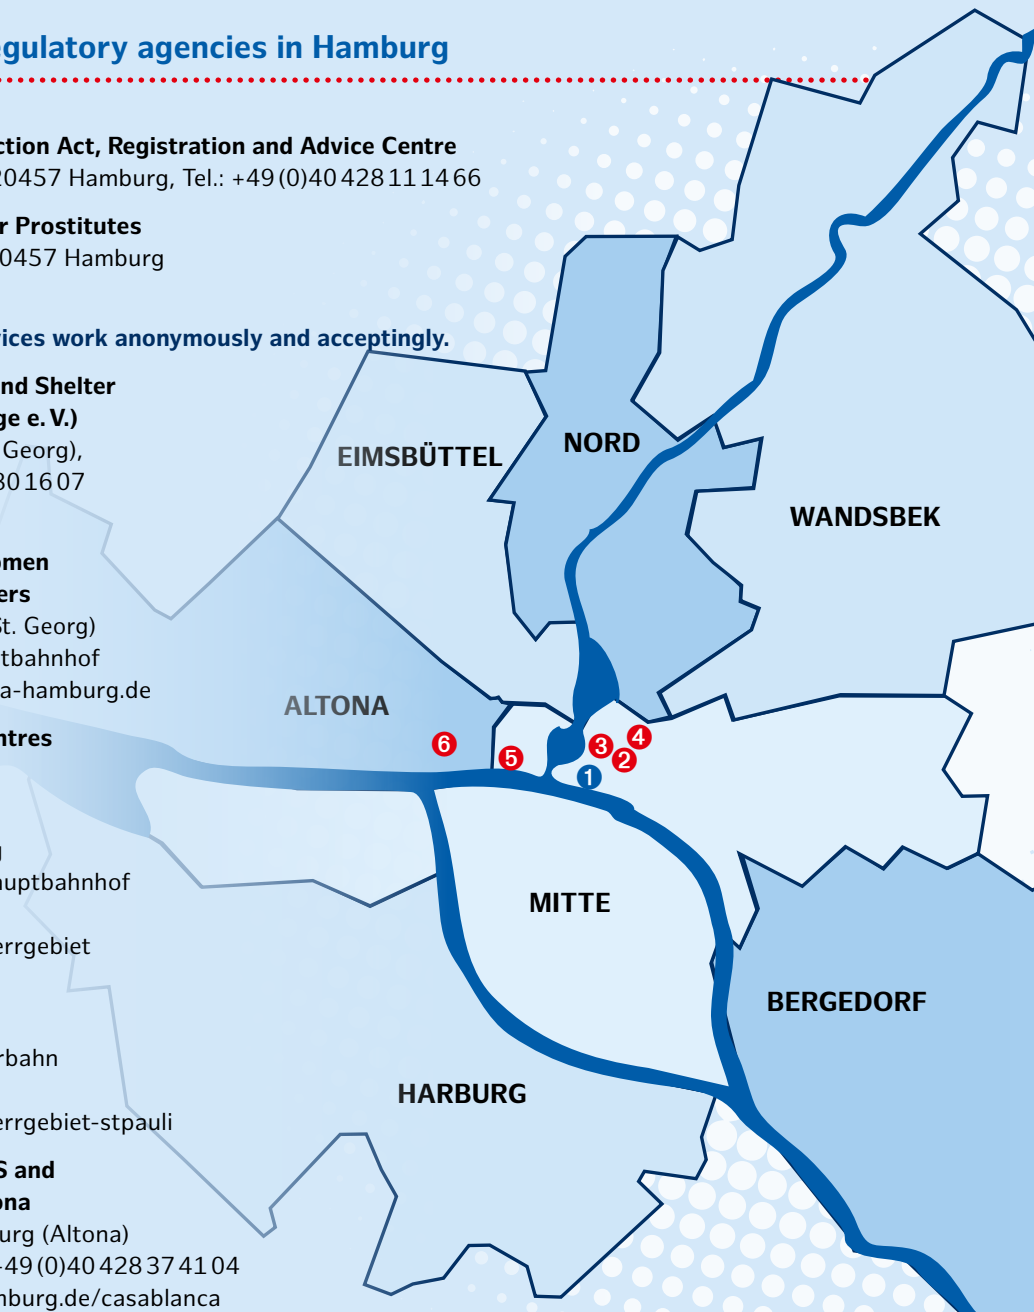 egulatory agencies in Hamburg
ction Act, Registration and Advice Centre
20457 Hamburg, Tel.: +49 (0)40 428 11 14 66
r Prostitutes
0457 Hamburg
ices work anonymously and acceptingly.
nd Shelter
ge e. V.)
Georg),
30 16 07
omen
ers
St. Georg)
tbahnhof
a-hamburg.de
ntres
g
auptbahnhof
errgebiet
rbahn
errgebiet-stpauli
S and
ona
urg (Altona)
+49 (0)40 428 37 41 04
mburg.de/casablanca
EIMSBÜTTEL
NORD
WANDSBEK
ALTONA
6
5
3
4
2
1
MITTE
BERGEDORF
HARBURG